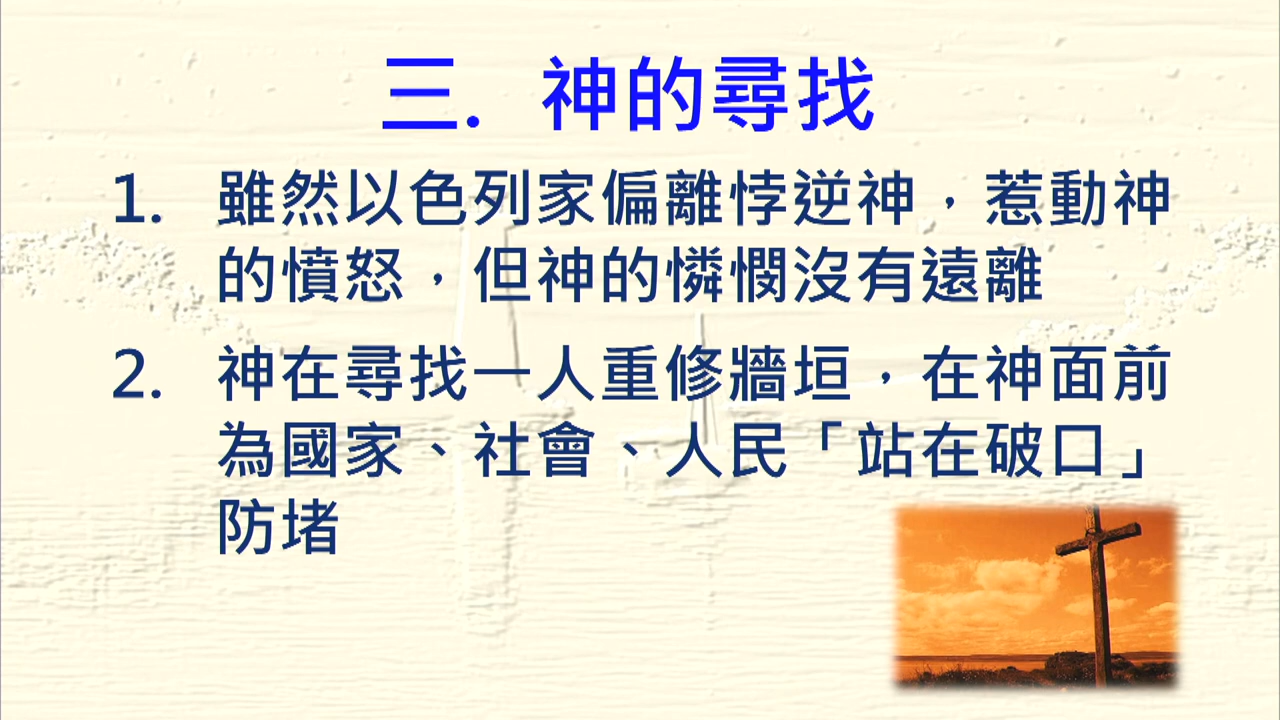 三. 神的尋找
1. 雖然以色列家偏離悖逆神，惹動神
的憤怒，但神的憐憫沒有遠離
2. 神在尋找一人重修牆垣，在神面前
為國家、社會、人民「站在破口」
防堵